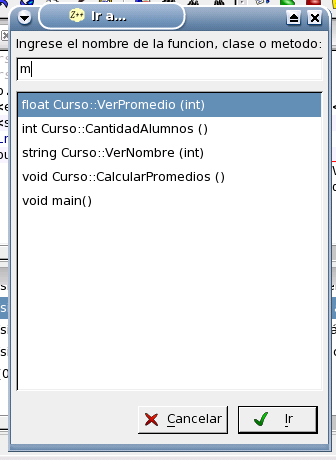 Z++ Ir a...
Ingrese el nombre de la funcion, clase o metodo:
m
float Curso::VerPromedio (int)
int Curso::CantidadAlumnos ()
string Curso::VerNombre (int)
void Curso::CalcularPromedios ()
void main()
Cancelar
Ir